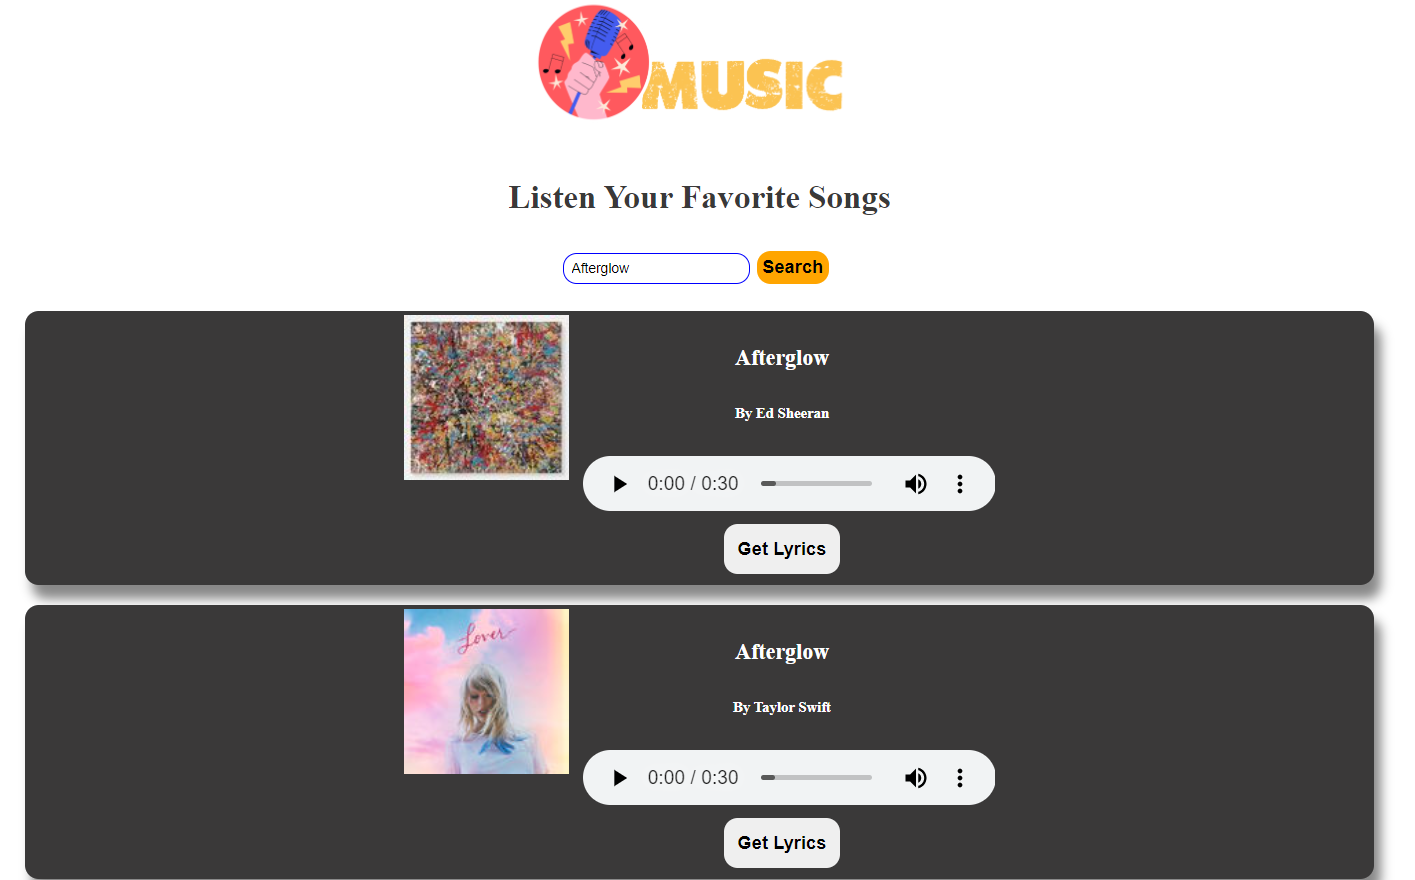 MUSIC
Listen Your Favorite Songs
Afterglow Search
Afterglow
By Ed Sheeran
0:00 / 0:30
Get Lyrics
Lover
Afterglow
By Taylor Swift
0:00 / 0:30
Get Lyrics